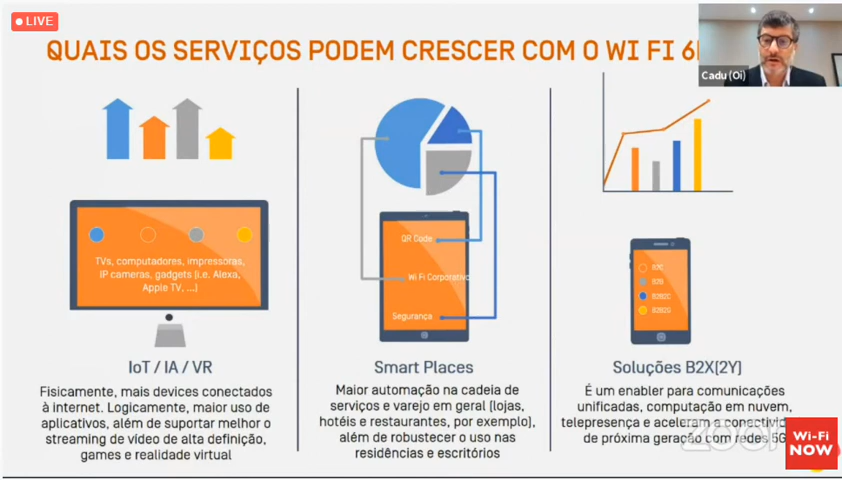 LIVE
QUAIS OS SERVIÇOS PODEM CRESCER COM O WI FI 6
Cadu (Oi)
TVs, computadores, impressoras,
IP cameras, gadgets (i.e. Alexa,
Apple TV, ...)
QR Code
Wi Fi Corporativo
Segurança
B2C
B2B
B2B2C
B2B2G
IoT / IA / VR
Fisicamente, mais devices conectados
à internet. Logicamente, maior uso de
aplicativos, além de suportar melhor o
streaming de vídeo de alta definição,
games e realidade virtual
Smart Places
Maior automação na cadeia de
serviços e varejo em geral (lojas,
hotéis e restaurantes, por exemplo),
além de robustecer o uso nas
residências e escritórios
Soluções B2X(2Y)
É um enabler para comunicações
unificadas, computação em nuvem,
telepresença e aceleram a
de próxima geração com redes 5G
zoom
Wi-Fi
NOW